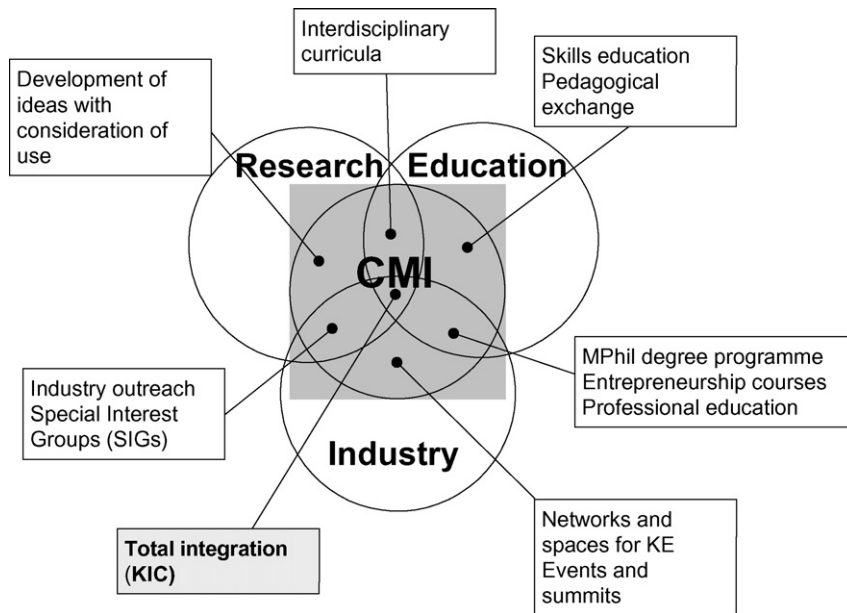 Interdisciplinary
curricula
Development of
ideas with
consideration of
use
Skills education
Pedagogical
exchange
Research
Education
CMI
Industry outreach
Special Interest
Groups (SIGs)
MPhil degree programme
Entrepreneurship courses
Professional education
Industry
Total integration
(KIC)
Networks and
spaces for KE
Events and
summits